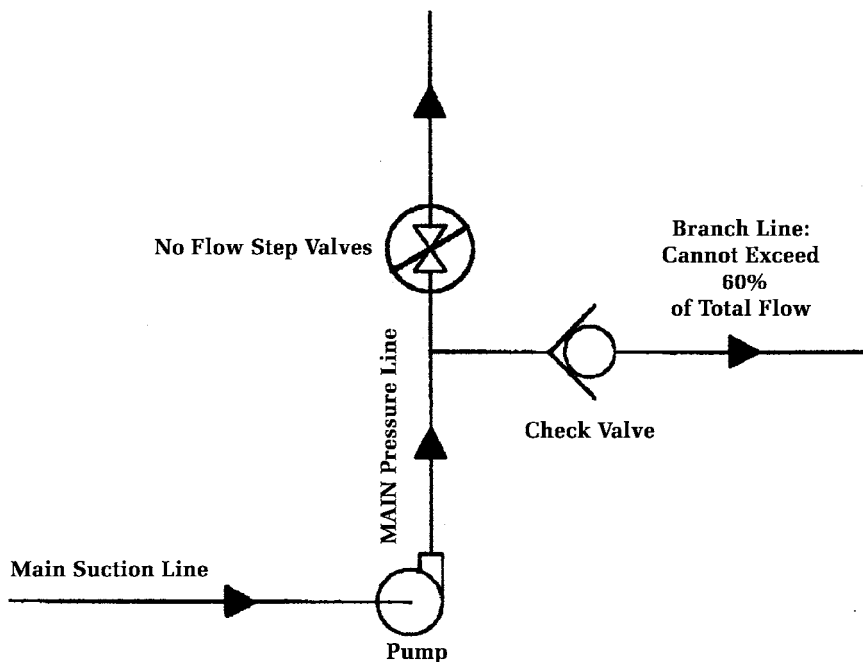 No Flow Step Valves
Branch Line:
Cannot Exceed
60%
of Total Flow
MAIN Pressure Line
Check Valve
Main Suction Line
Pump